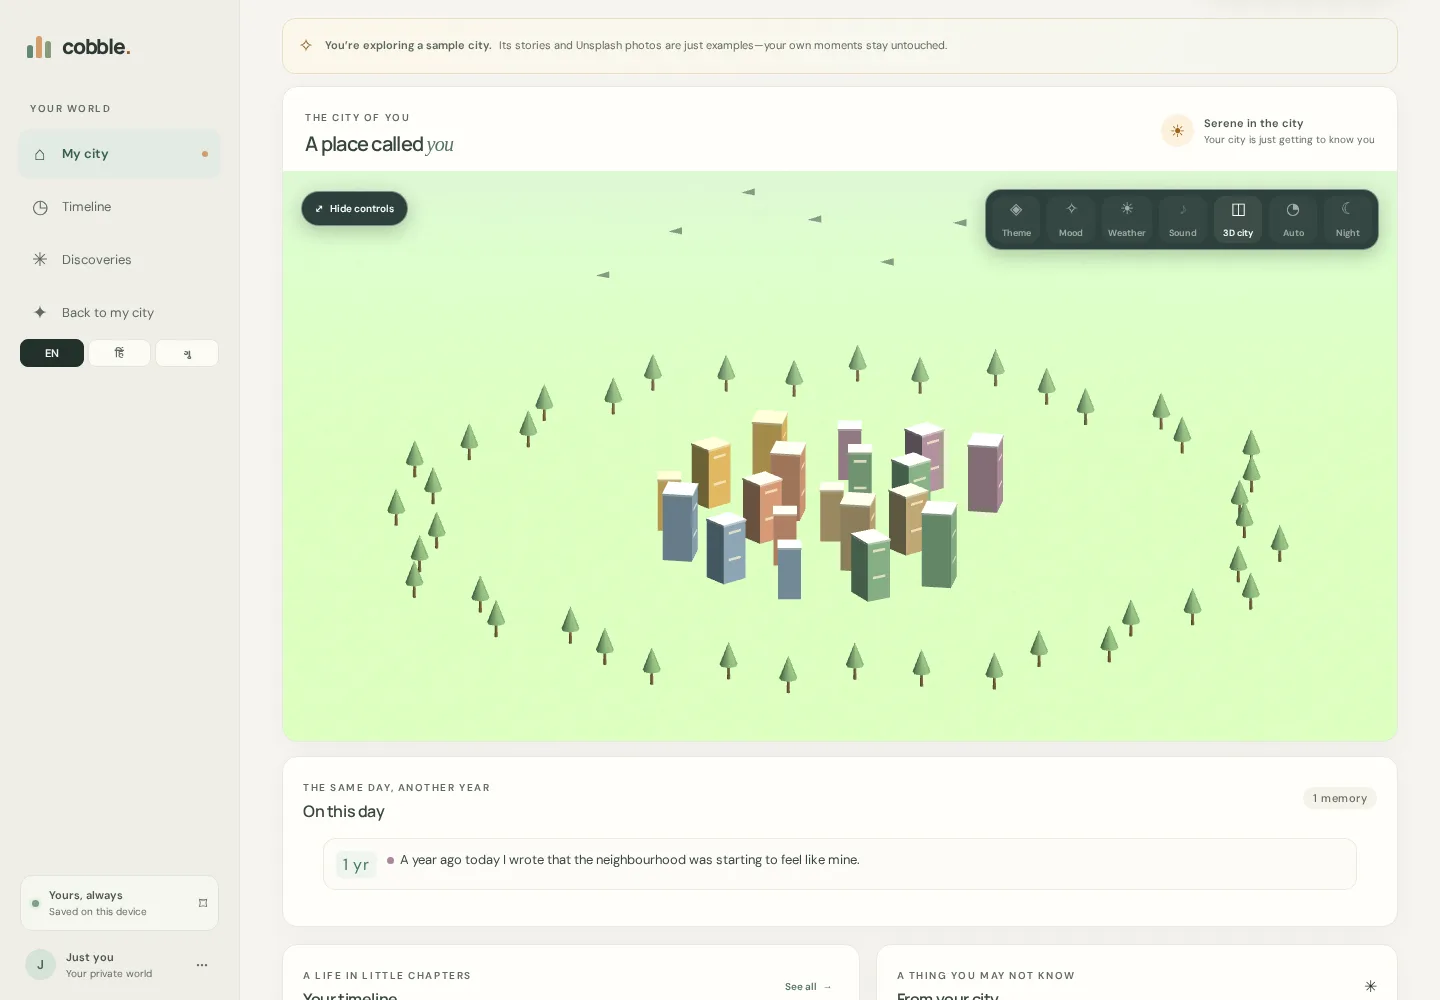 cobble.
YOUR WORLD
My city
Timeline
Discoveries
Back to my city
EN
हिं
ગુ
Yours, always
Saved on this device
J
Just you
Your private world
You're exploring a sample city. Its stories and Unsplash photos are just examples—your own moments stay untouched.
THE CITY OF YOU
A place called you
Serene in the city
Your city is just getting to know you
Hide controls
Theme
Mood
Weather
Sound
3D city
Auto
Night
THE SAME DAY, ANOTHER YEAR
On this day
1 memory
1 yr
A year ago today I wrote that the neighbourhood was starting to feel like mine.
A LIFE IN LITTLE CHAPTERS
Your timeline
See all →
A THING YOU MAY NOT KNOW
From your city